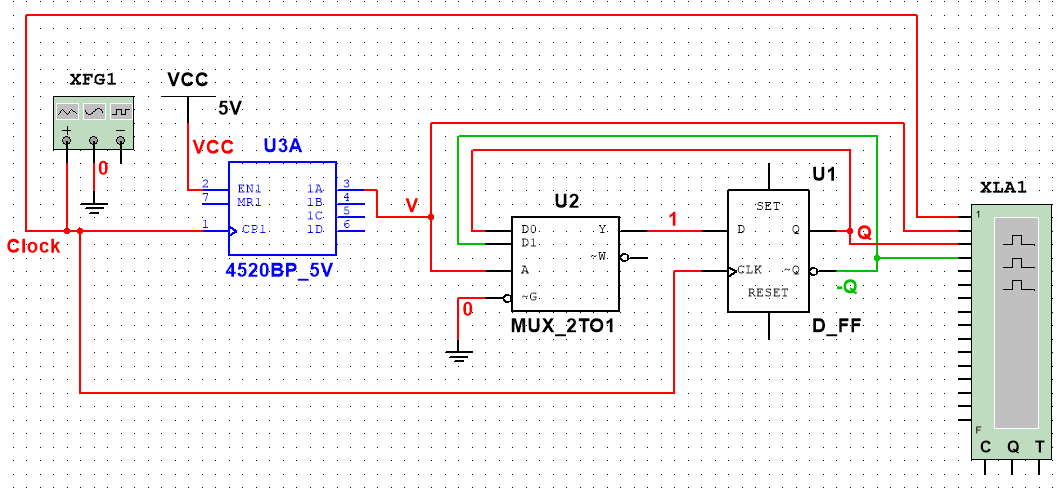 XFG1
+
−
0
VCC
5V
VCC
U3A
2
EN1
7
MR1
1
CP1
1A
3
1B
4
1C
5
1D
6
4520BP_5V
Clock
V
U2
D0
D1
A
~G
Y
~W
MUX_2TO1
0
1
U1
SET
D
Q
CLK
~Q
RESET
D_FF
Q
-Q
XLA1
1
F
C Q T